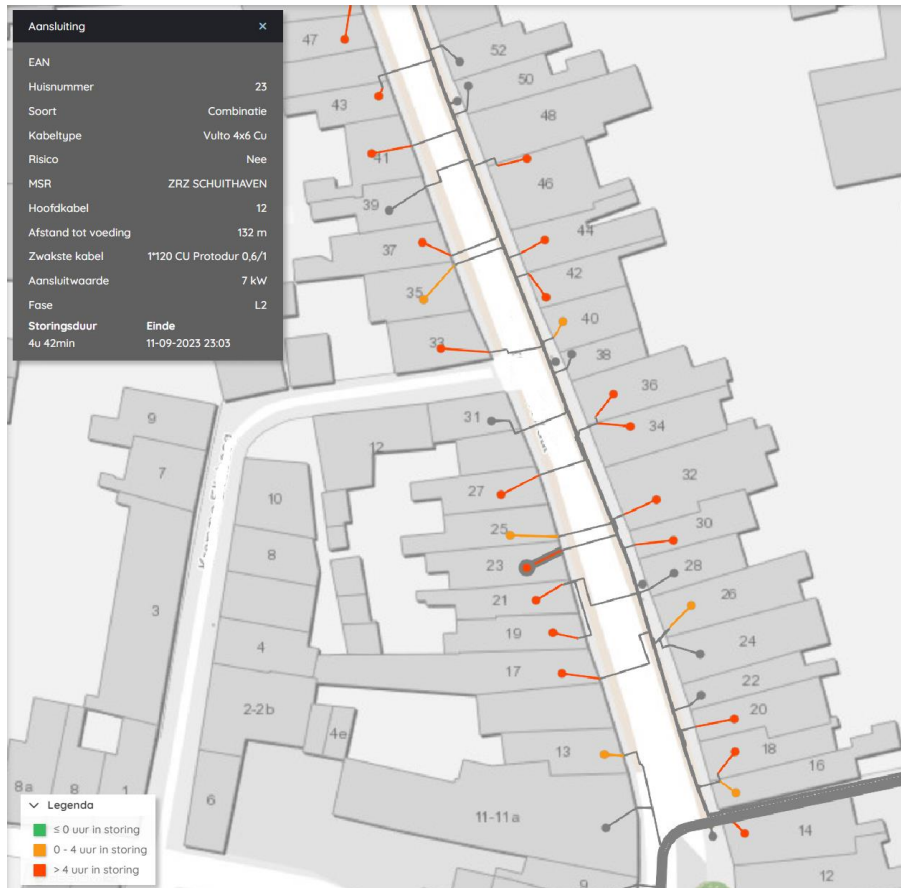 Aansluiting ×
EAN
Huisnummer 23
Soort Combinatie
Kabeltype Vulto 4x6 Cu
Risico Nee
MSR ZRZ SCHUITHAVEN
Hoofdkabel 12
Afstand tot voeding 132 m
Zwakste kabel 1*120 CU Protodur 0,6/1
Aansluitwaarde 7 kW
Fase L2
Storingsduur Einde
4u 42min 11-09-2023 23:03
47
52
50
43
48
41
46
39
44
37
42
35
40
33
38
36
9
31
34
12
7
27
32
10
25
30
8
23
28
21
26
3
19
24
4
17
22
2-2b
20
4e
13
18
16
8a
8
1
6
11-11a
14
12
9
Legenda
≤ 0 uur in storing
0 - 4 uur in storing
> 4 uur in storing